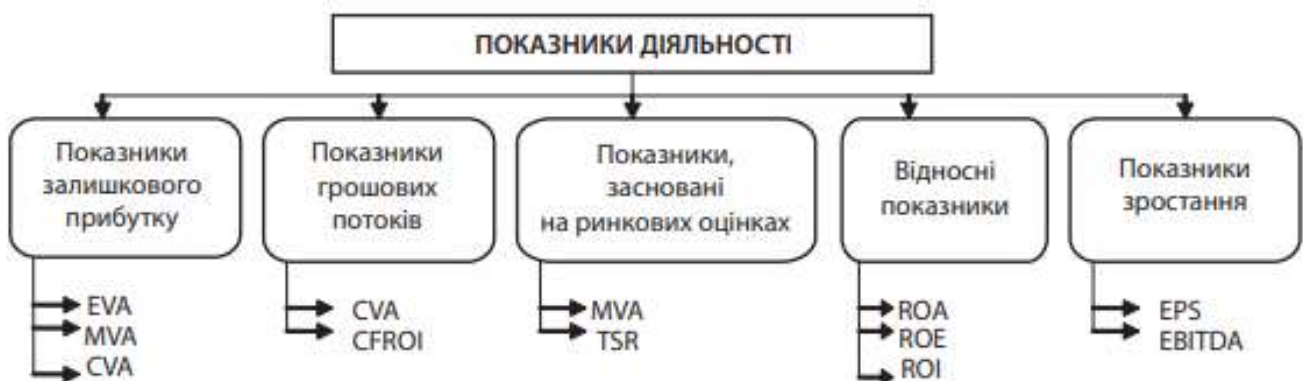 ПОКАЗНИКИ ДІЯЛЬНОСТІ
Показники
залишкового
прибутку
Показники
грошових
потоків
Показники,
засновані
на ринкових оцінках
Відносні
показники
Показники
зростання
EVA
MVA
CVA
CVA
CFROI
MVA
TSR
ROA
ROE
ROI
EPS
EBITDA